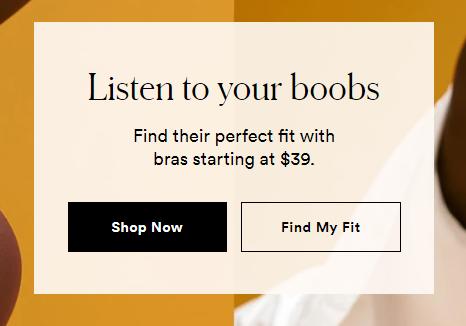 Listen to your boobs
Find their perfect fit with
bras starting at $39.
Shop Now
Find My Fit